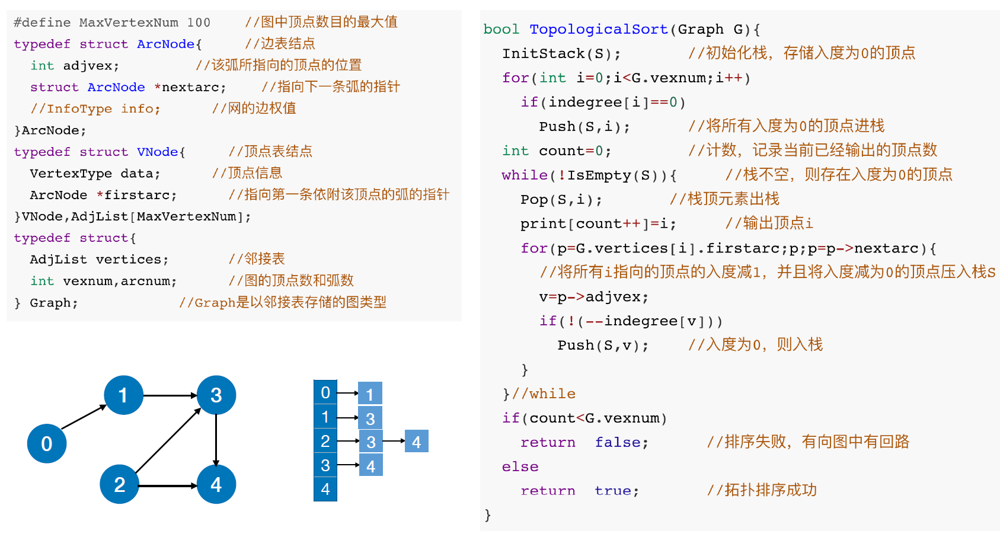 #define MaxVertexNum 100    //图中顶点数目的最大值
typedef struct ArcNode{    //边表结点
  int adjvex;    //该弧所指向的顶点的位置
  struct ArcNode *nextarc;    //指向下一条弧的指针
  //InfoType info;    //网的边权值
}ArcNode;
typedef struct VNode{    //顶点表结点
  VertexType data;    //顶点信息
  ArcNode *firstarc;    //指向第一条依附该顶点的弧的指针
}VNode,AdjList[MaxVertexNum];
typedef struct{
  AdjList vertices;    //邻接表
  int vexnum,arcnum;    //图的顶点数和弧数
} Graph;    //Graph是以邻接表存储的图类型
bool TopologicalSort(Graph G){
  InitStack(S);    //初始化栈，存储入度为0的顶点
  for(int i=0;i<G.vexnum;i++)
    if(indegree[i]==0)
      Push(S,i);    //将所有入度为0的顶点进栈
  int count=0;    //计数，记录当前已经输出的顶点数
  while(!IsEmpty(S)){    //栈不空，则存在入度为0的顶点
    Pop(S,i);    //栈顶元素出栈
    print[count++]=i;    //输出顶点i
    for(p=G.vertices[i].firstarc;p;p=p->nextarc){
      //将所有i指向的顶点的入度减1，并且将入度减为0的顶点压入栈S
      v=p->adjvex;
      if(!(--indegree[v]))
        Push(S,v);    //入度为0，则入栈
    }
  }//while
  if(count<G.vexnum)
    return  false;    //排序失败，有向图中有回路
  else
    return  true;    //拓扑排序成功
}
1 3
0
2 4
0 1
1 3
2 3 4
3 4
4